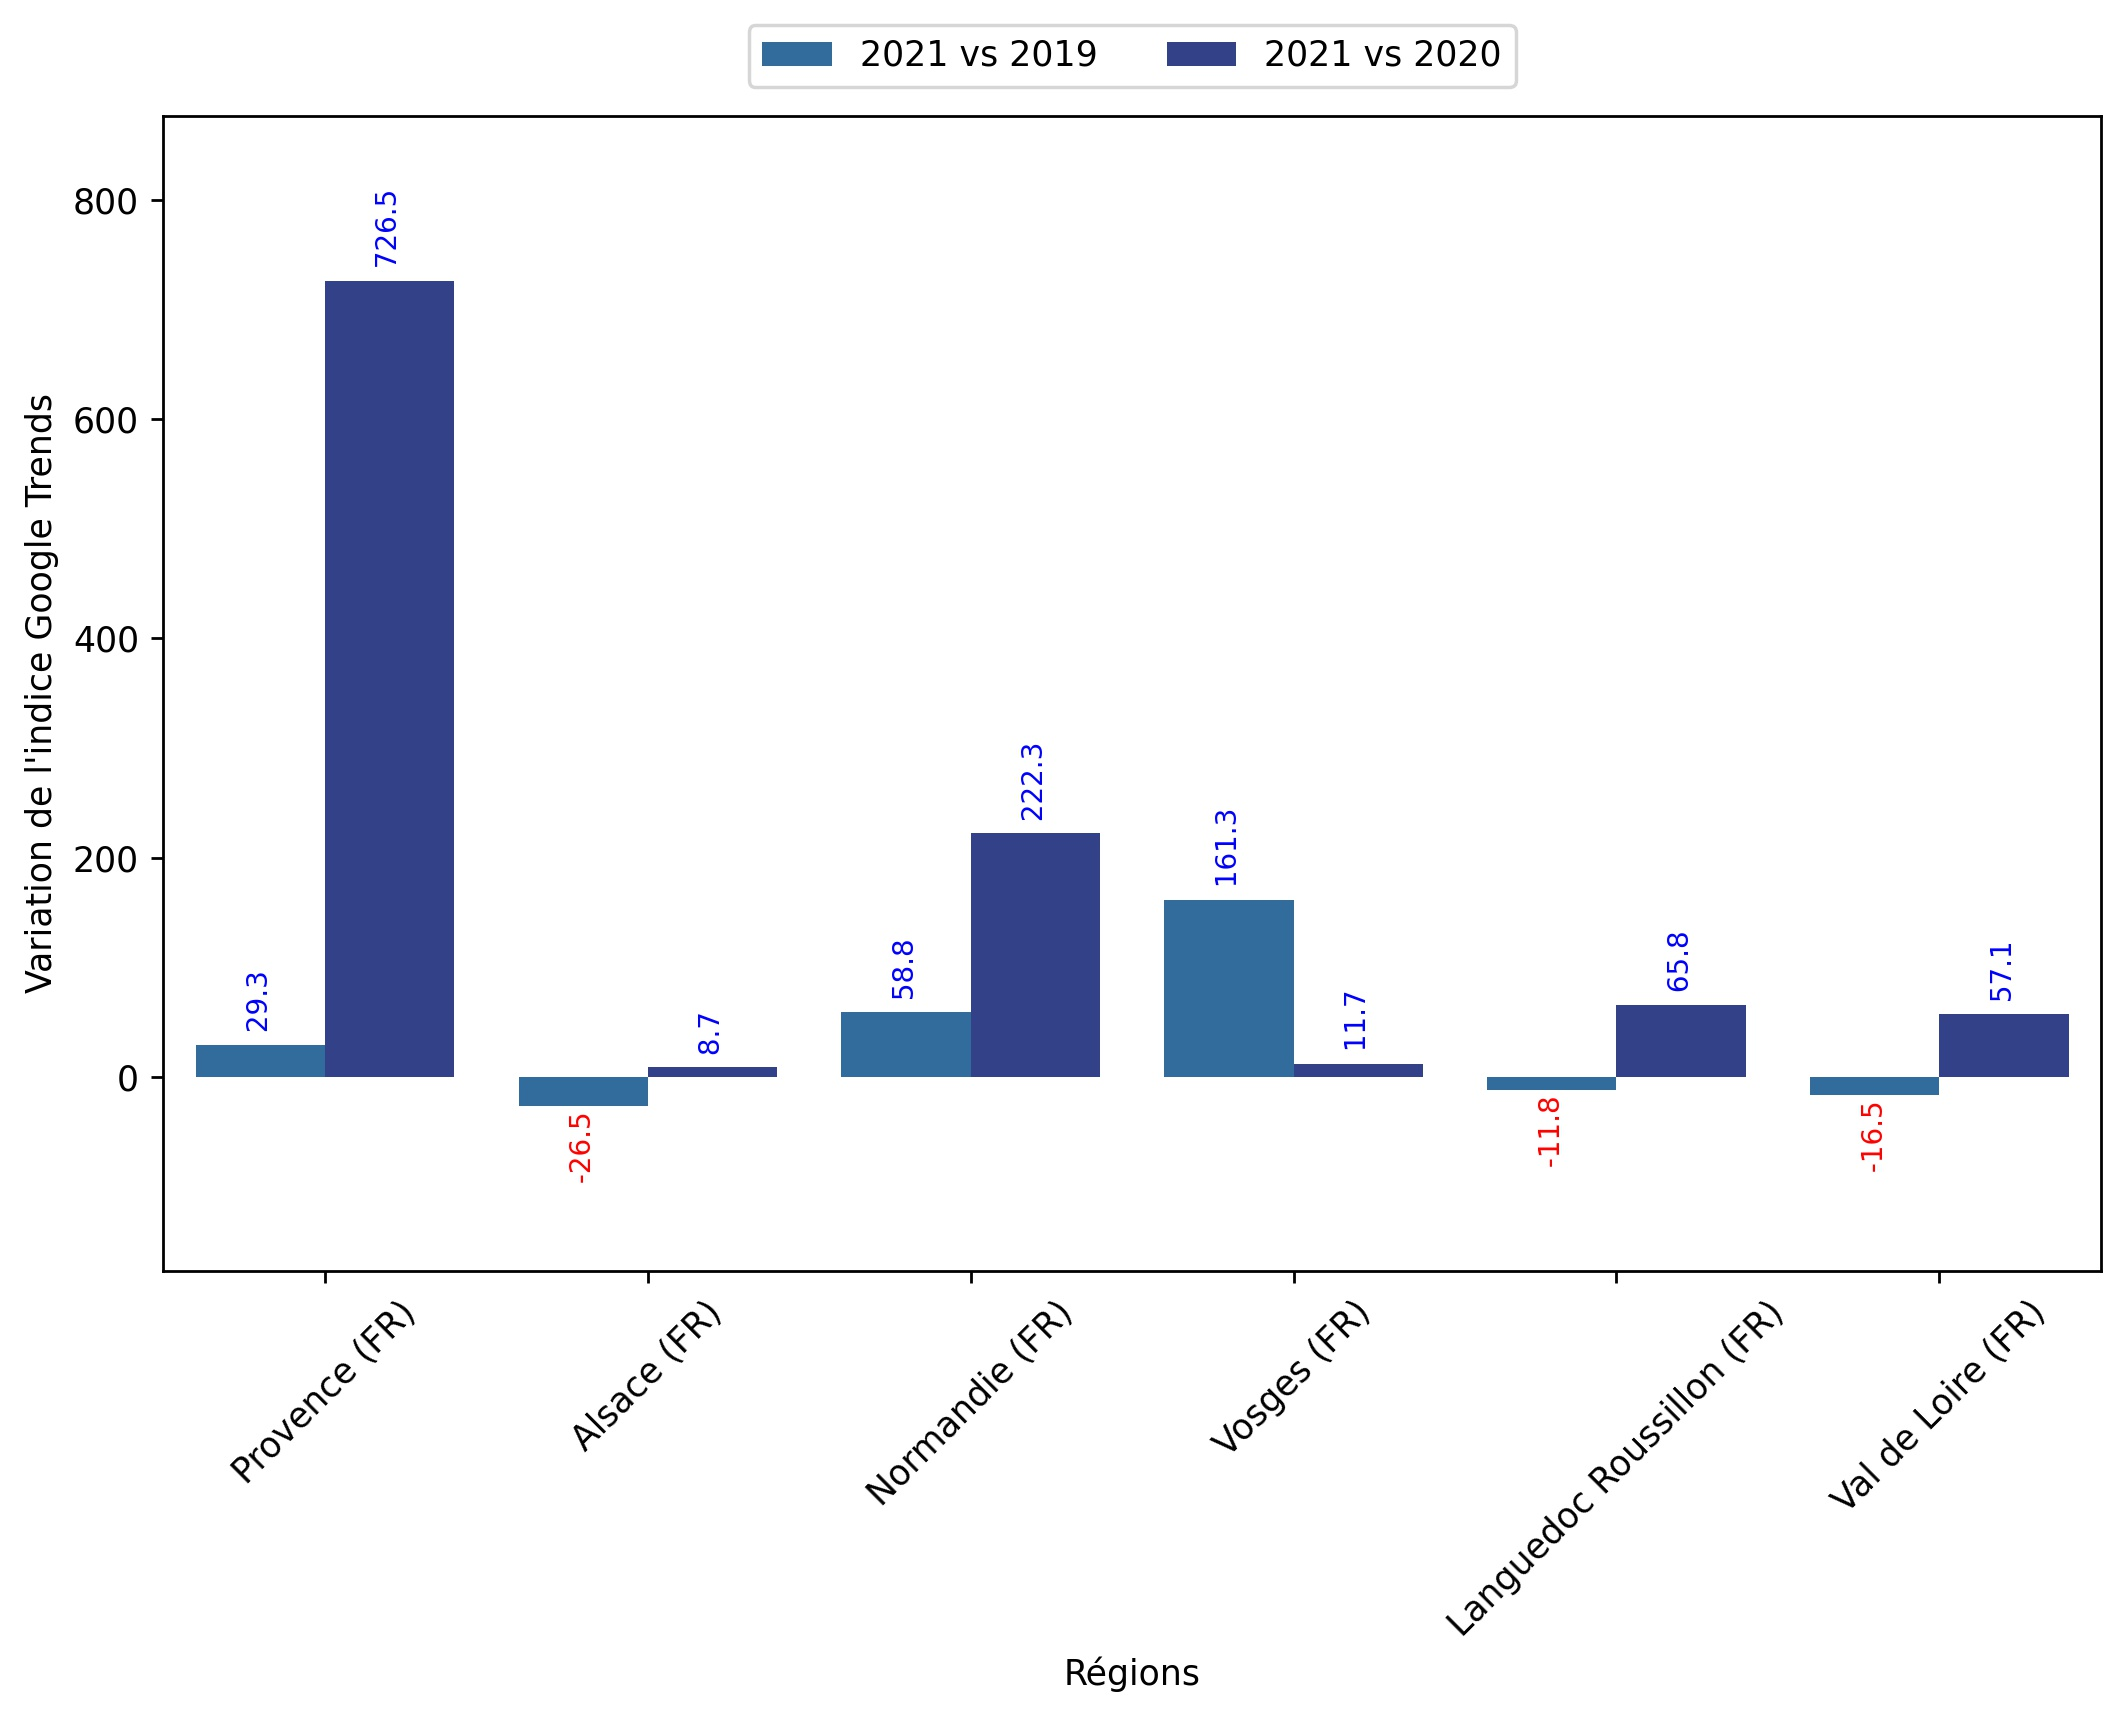 2021 vs 2019
2021 vs 2020
Variation de l'indice Google Trends
800
600
400
200
0
29.3
726.5
-26.5
8.7
58.8
222.3
161.3
11.7
-11.8
65.8
-16.5
57.1
Provence (FR)
Alsace (FR)
Normandie (FR)
Vosges (FR)
Languedoc Roussillon (FR)
Val de Loire (FR)
Régions